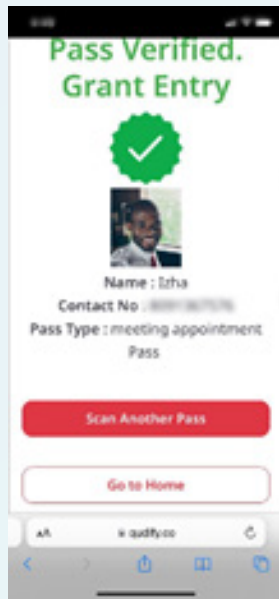 Pass Verified.
Grant Entry
Name : Izha
Contact No :
Pass Type : meeting appointment
Pass
Scan Another Pass
Go to Home
AA
qudify.co